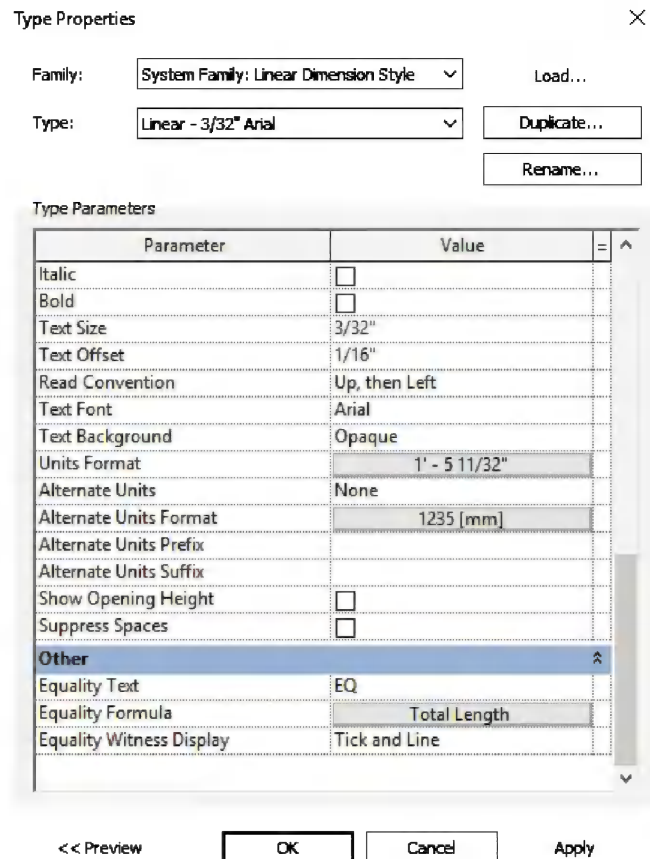 Type Properties
Family: System Family: Linear Dimension Style Load...
Type: Linear - 3/32" Arial Duplicate...
Rename...
Type Parameters
Parameter Value =
Italic
Bold
Text Size 3/32"
Text Offset 1/16"
Read Convention Up, then Left
Text Font Arial
Text Background Opaque
Units Format 1' - 5 11/32"
Alternate Units None
Alternate Units Format 1235 [mm]
Alternate Units Prefix
Alternate Units Suffix
Show Opening Height
Suppress Spaces
Other
Equality Text EQ
Equality Formula Total Length
Equality Witness Display Tick and Line
<< Preview OK Cancel Apply